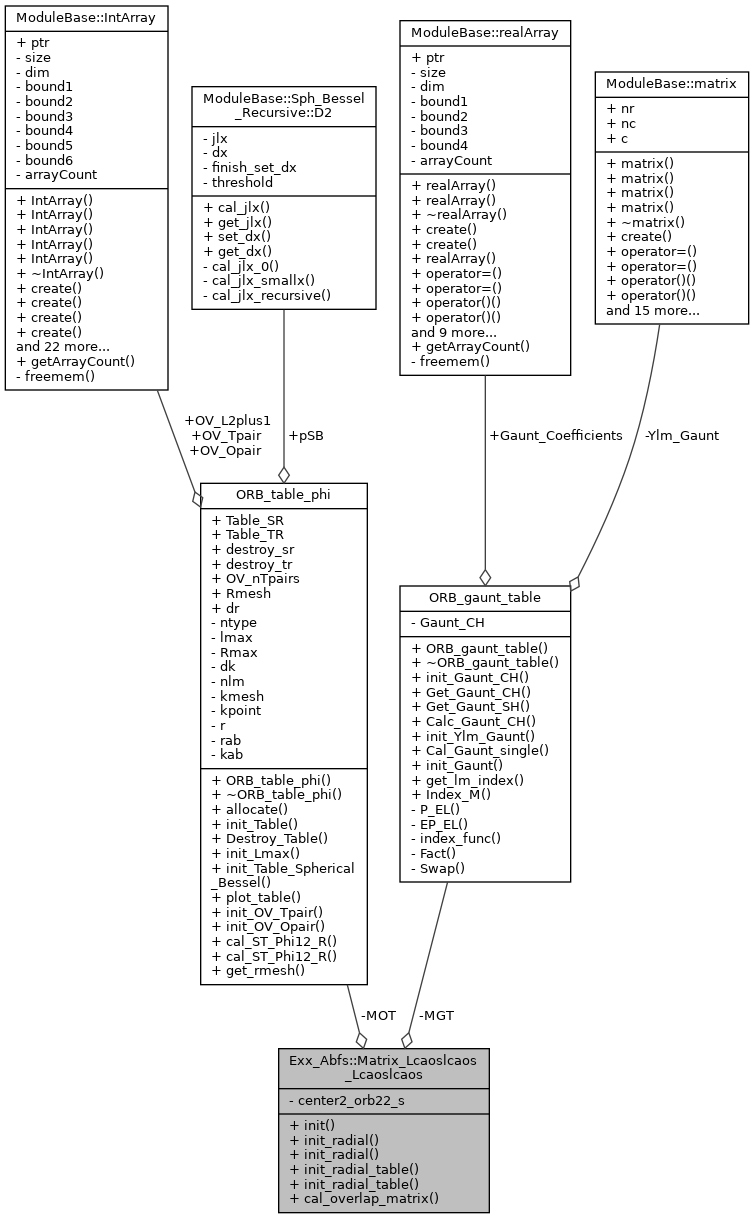 ModuleBase::IntArray
+ ptr
- size
- dim
- bound1
- bound2
- bound3
- bound4
- bound5
- bound6
- arrayCount
+ IntArray()
+ IntArray()
+ IntArray()
+ IntArray()
+ IntArray()
+ ~IntArray()
+ create()
+ create()
+ create()
+ create()
and 22 more...
+ getArrayCount()
- freemem()
ModuleBase::Sph_Bessel
_Recursive::D2
- jlx
- dx
- finish_set_dx
- threshold
+ cal_jlx()
+ get_jlx()
+ set_dx()
+ get_dx()
- cal_jlx_0()
- cal_jlx_smallx()
- cal_jlx_recursive()
ModuleBase::realArray
+ ptr
- size
- dim
- bound1
- bound2
- bound3
- bound4
- arrayCount
+ realArray()
+ realArray()
+ ~realArray()
+ create()
+ create()
+ realArray()
+ operator=()
+ operator=()
+ operator()()
+ operator()()
and 9 more...
+ getArrayCount()
- freemem()
ModuleBase::matrix
+ nr
+ nc
+ c
+ matrix()
+ matrix()
+ matrix()
+ matrix()
+ ~matrix()
+ create()
+ operator=()
+ operator=()
+ operator()()
+ operator()()
and 15 more...
+OV_L2plus1
+OV_Tpair
+OV_Opair
+pSB
+Gaunt_Coefficients
-Ylm_Gaunt
ORB_table_phi
+ Table_SR
+ Table_TR
+ destroy_sr
+ destroy_tr
+ OV_nTpairs
+ Rmesh
+ dr
- ntype
- lmax
- Rmax
- dk
- nlm
- kmesh
- kpoint
- r
- rab
- kab
+ ORB_table_phi()
+ ~ORB_table_phi()
+ allocate()
+ init_Table()
+ Destroy_Table()
+ init_Lmax()
+ init_Table_Spherical
_Bessel()
+ plot_table()
+ init_OV_Tpair()
+ init_OV_Opair()
+ cal_ST_Phi12_R()
+ cal_ST_Phi12_R()
+ get_rmesh()
ORB_gaunt_table
- Gaunt_CH
+ ORB_gaunt_table()
+ ~ORB_gaunt_table()
+ init_Gaunt_CH()
+ Get_Gaunt_CH()
+ Get_Gaunt_SH()
+ Calc_Gaunt_CH()
+ init_Ylm_Gaunt()
+ Cal_Gaunt_single()
+ init_Gaunt()
+ get_lm_index()
+ Index_M()
- P_EL()
- EP_EL()
- index_func()
- Fact()
- Swap()
-MOT
-MGT
Exx_Abfs::Matrix_Lcaoslcaos
_Lcaoslcaos
- center2_orb22_s
+ init()
+ init_radial()
+ init_radial()
+ init_radial_table()
+ init_radial_table()
+ cal_overlap_matrix()